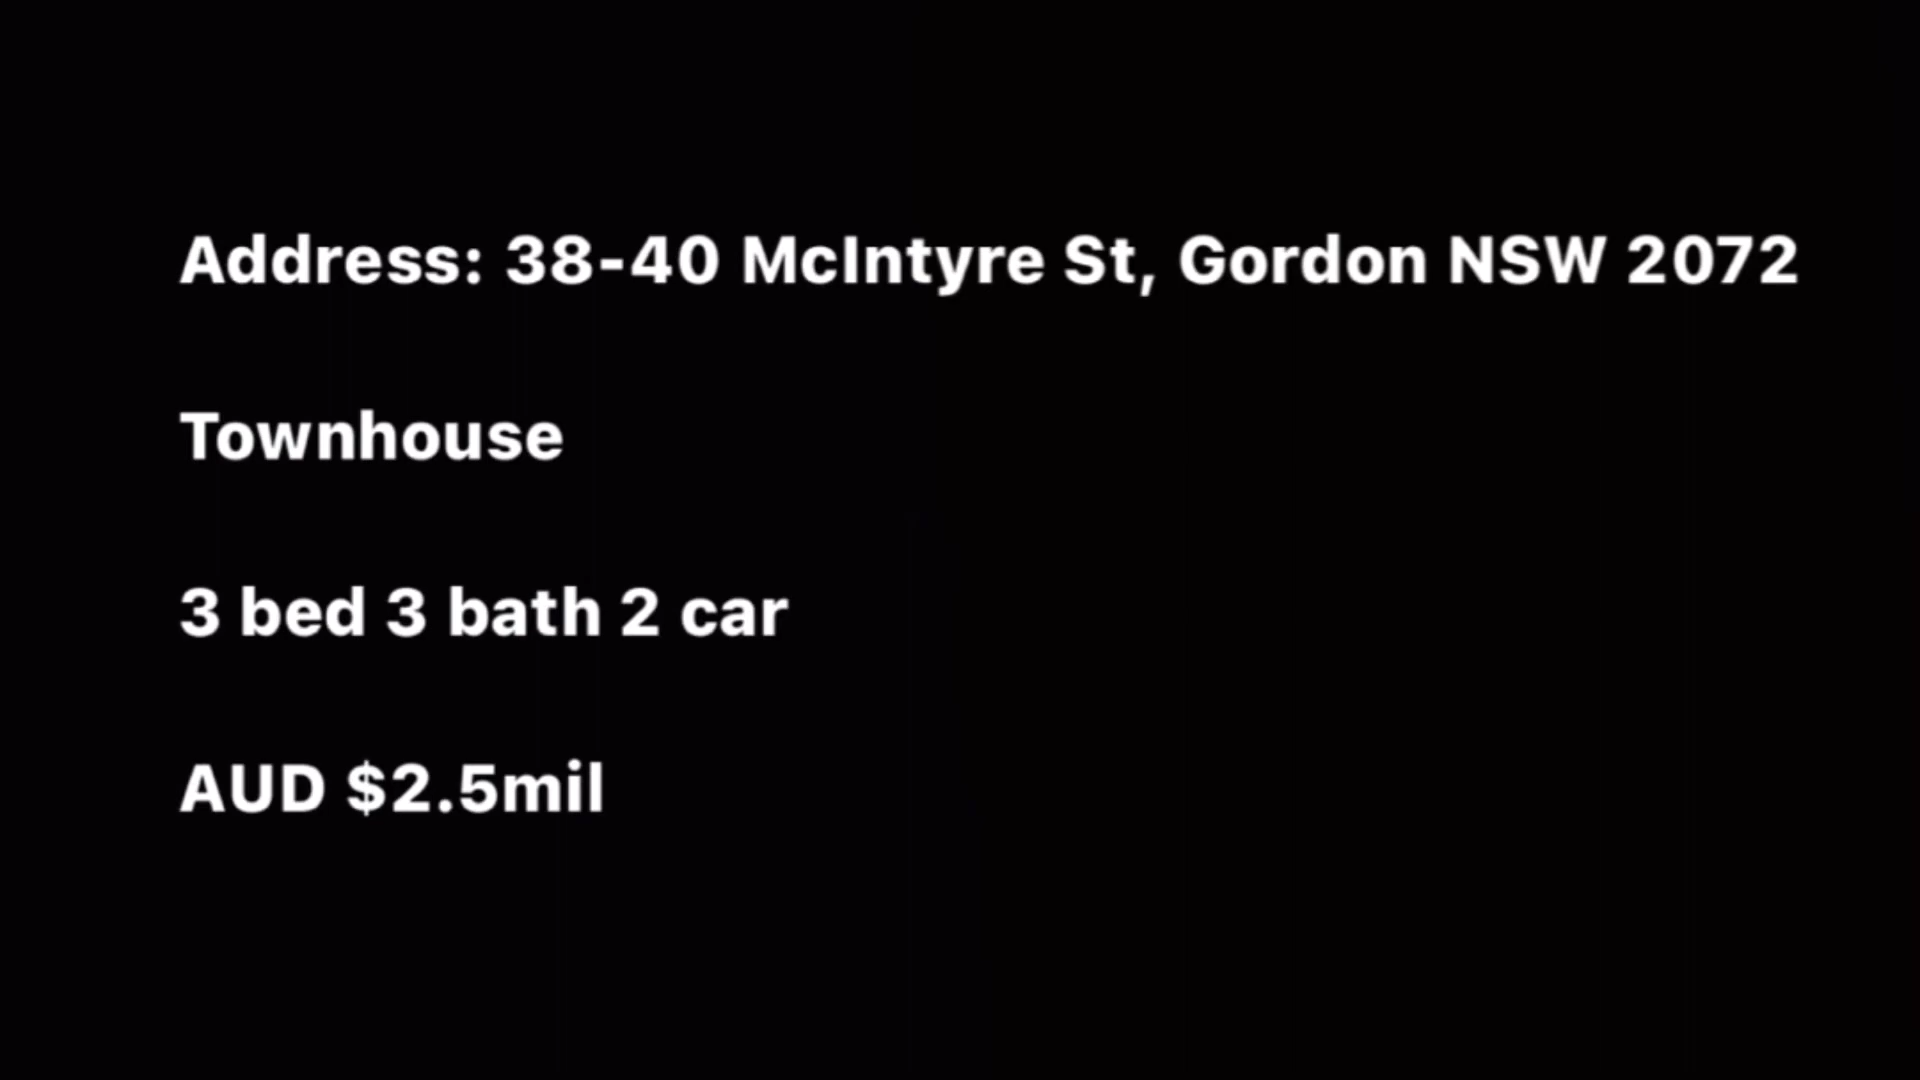 Address: 38-40 McIntyre St, Gordon NSW 2072
Townhouse
3 bed 3 bath 2 car
AUD $2.5mil